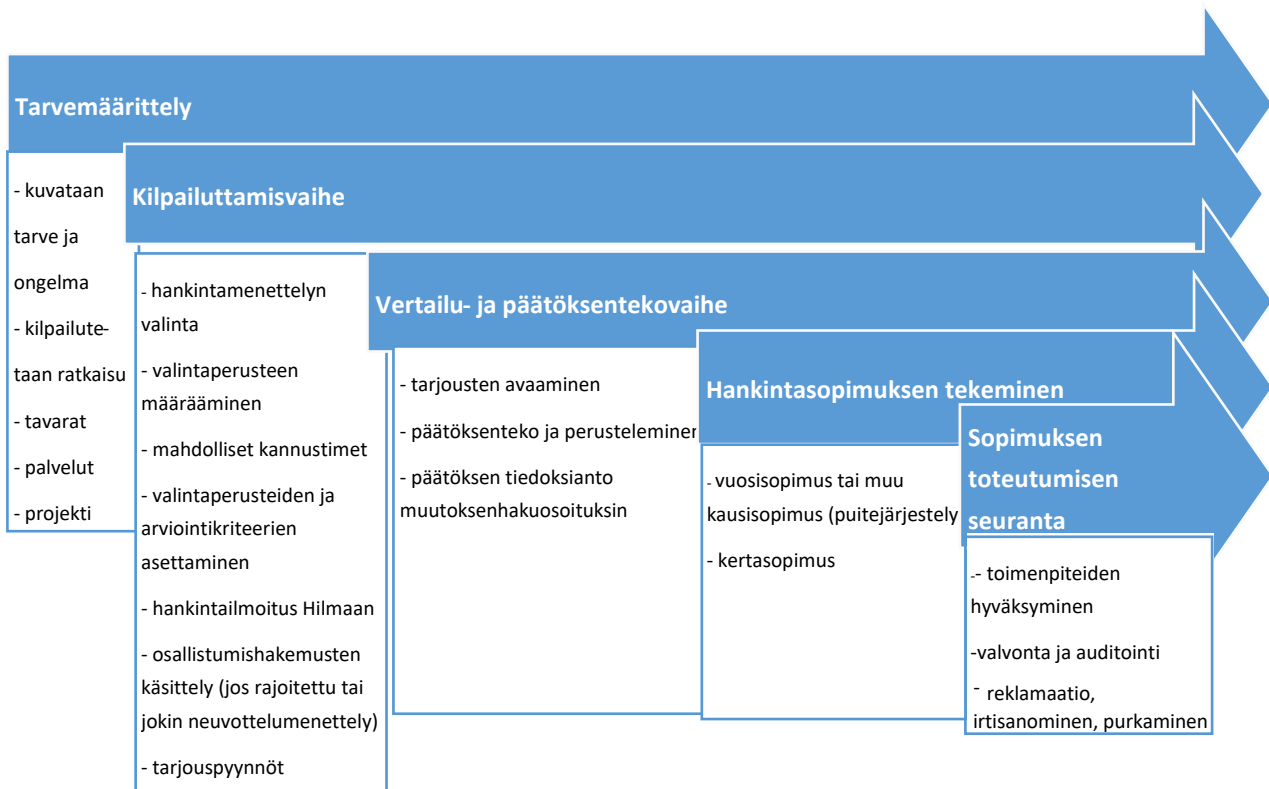 Tarvemäärittely
- kuvataan
tarve ja
ongelma
- kilpailute-
taan ratkaisu
- tavarat
- palvelut
- projekti
Kilpailuttamisvaihe
- hankintamenettelyn
valinta
- valintaperusteen
määrääminen
- mahdolliset kannustimet
- valintaperusteiden ja
arviointikriteerien
asettaminen
- hankintailmoitus Hilmaan
- osallistumishakemusten
käsittely (jos rajoitettu tai
jokin neuvottelumenettely)
- tarjouspyynnöt
Vertailu- ja päätöksentekovaihe
- tarjousten avaaminen
- päätöksenteko ja perusteleminen
- päätöksen tiedoksianto
muutoksenhakuosoituksin
Hankintasopimuksen tekeminen
- vuosisopimus tai muu
kausisopimus (puitejärjestely
- kertasopimus
Sopimuksen
toteutumisen
seuranta
-- toimenpiteiden
hyväksyminen
-valvonta ja auditointi
- reklamaatio,
irtisanominen, purkaminen